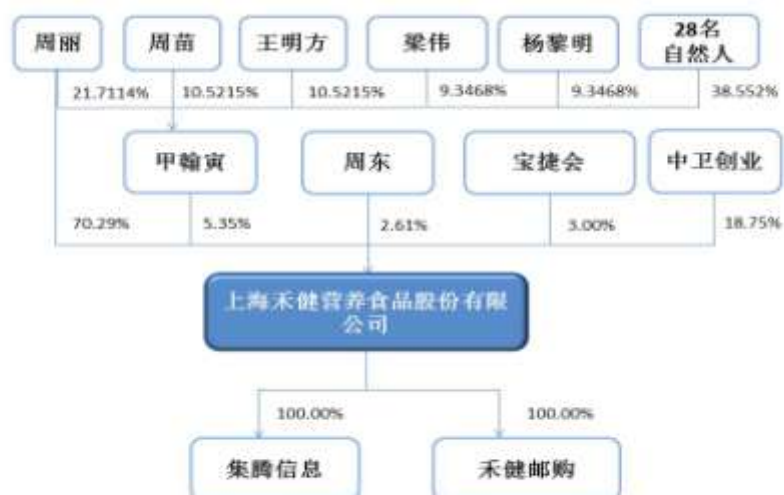 周丽
周苗
王明方
梁伟
杨黎明
28名
自然人
21.7114%
10.5215%
10.5215%
9.3468%
9.3468%
38.552%
甲翰寅
周东
宝捷会
中卫创业
70.29%
5.35%
2.61%
3.00%
18.75%
上海禾健营养食品股份有限
公司
100.00%
100.00%
集腾信息
禾健邮购